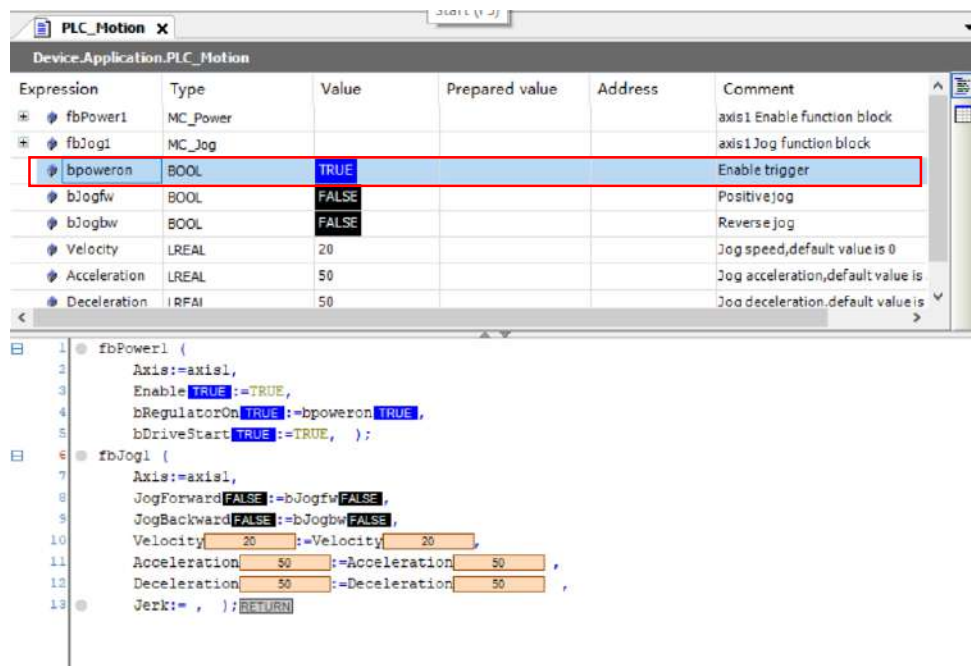 Start (F5)
PLC_Motion X
Device.Application.PLC_Motion
Expression Type Value Prepared value Address Comment
fbPower1 MC_Power axis1 Enable function block
fbJog1 MC_Jog axis1 Jog function block
bpoweron BOOL TRUE Enable trigger
bJogfw BOOL FALSE Positive jog
bJogbw BOOL FALSE Reverse jog
Velocity LREAL 20 Jog speed,default value is 0
Acceleration LREAL 50 Jog acceleration,default value is
Deceleration LREAL 50 Jog deceleration.default value is
1 fbPower1 (
2 Axis:=axis1,
3 Enable TRUE :=TRUE,
4 bRegulatorOn TRUE :=bpoweron TRUE ,
5 bDriveStart TRUE :=TRUE, );
6 fbJog1 (
7 Axis:=axis1,
8 JogForward FALSE :=bJogfw FALSE ,
9 JogBackward FALSE :=bJogbw FALSE ,
10 Velocity 20 :=Velocity 20 ,
11 Acceleration 50 :=Acceleration 50 ,
12 Deceleration 50 :=Deceleration 50 ,
13 Jerk:= , ); RETURN